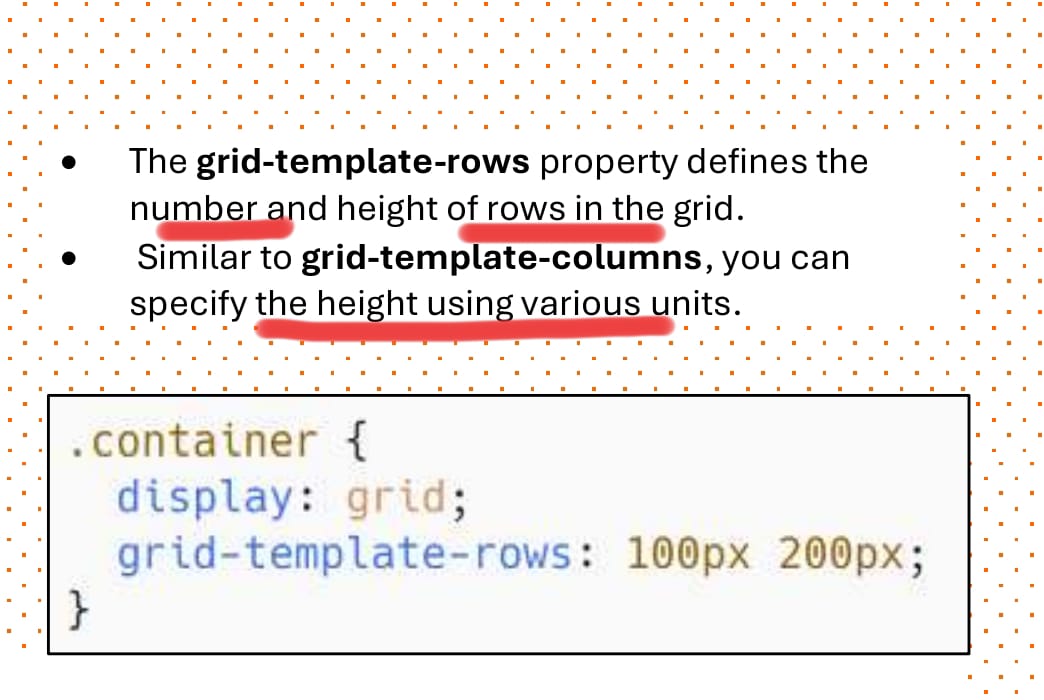 • The grid-template-rows property defines the
number and height of rows in the grid.
• Similar to grid-template-columns, you can
specify the height using various units.
.container {
  display: grid;
  grid-template-rows: 100px 200px;
}